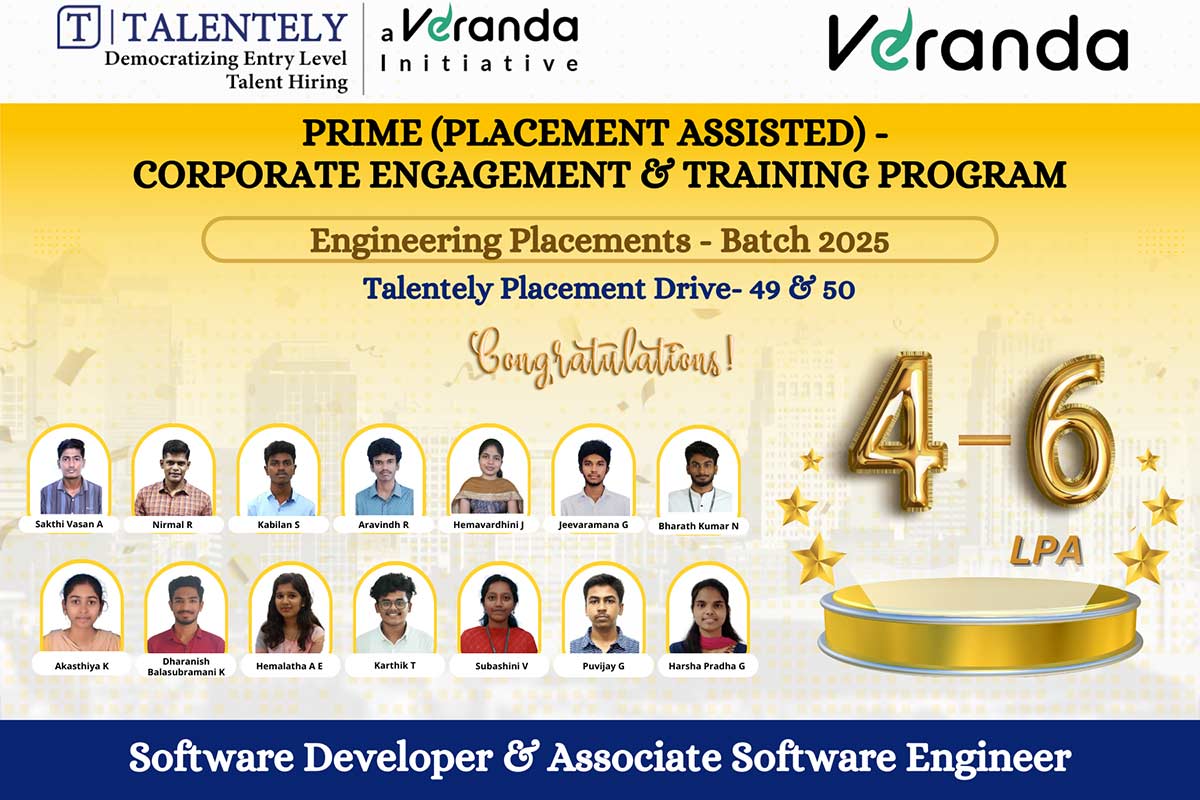 T TALENTELY
Democratizing Entry Level
Talent Hiring
a Veranda
Initiative
Veranda
PRIME (PLACEMENT ASSISTED) -
CORPORATE ENGAGEMENT & TRAINING PROGRAM
Engineering Placements - Batch 2025
Talentely Placement Drive- 49 & 50
Congratulations!
4-6
LPA
Sakthi Vasan A
Nirmal R
Kabilan S
Aravindh R
Hemavardhini J
Jeevaramana G
Bharath Kumar N
Akasthiya K
Dharanish
Balasubramani K
Hemalatha A E
Karthik T
Subashini V
Puvijay G
Harsha Pradha G
Software Developer & Associate Software Engineer